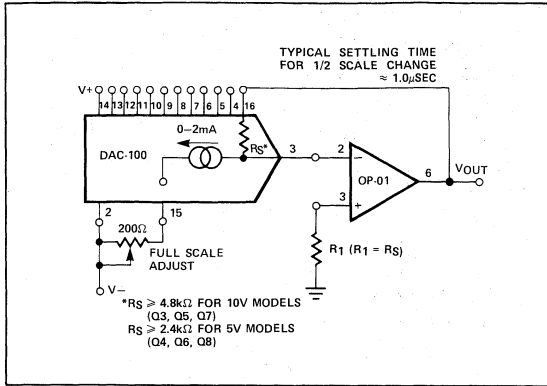 TYPICAL SETTLING TIME
FOR 1/2 SCALE CHANGE
≈ 1.0μSEC
V+
14 13 12 11 10 9 8 7 6 5 4 16
0–2mA
RS*
DAC-100
3
2
−
OP-01
6
VOUT
3
+
2
200Ω
15
FULL SCALE
ADJUST
R1 (R1 = RS)
V−
*RS ⩾ 4.8kΩ FOR 10V MODELS
(Q3, Q5, Q7)
RS ⩾ 2.4kΩ FOR 5V MODELS
(Q4, Q6, Q8)